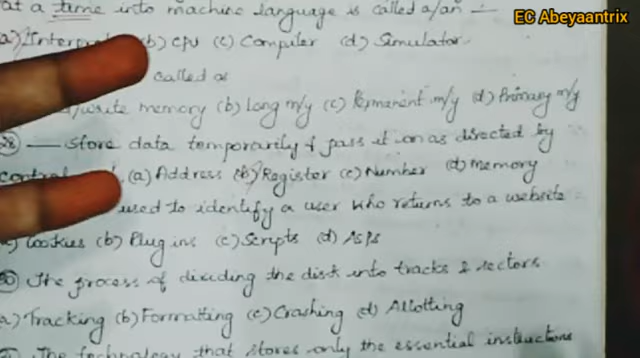 EC Abeyaantrix
at a time into machine language is called a/an :-
a) (b) CPU (c) Compiler (d) Simulator.
called as
write memory (b) Long m/y (c) Permanent m/y (d) Primary m/y
28 — store data temporarily & pass it on as directed by
(a) Address (b) Register (c) Number (d) memory
used to identify a user who returns to a website
a) Cookies (b) Plug ins (c) Scripts (d) ASPs
30 The process of dividing the disk into tracks & sectors
a) Tracking (b) Formatting (c) Crashing (d) Allotting
The technology that stores only the essential instructions